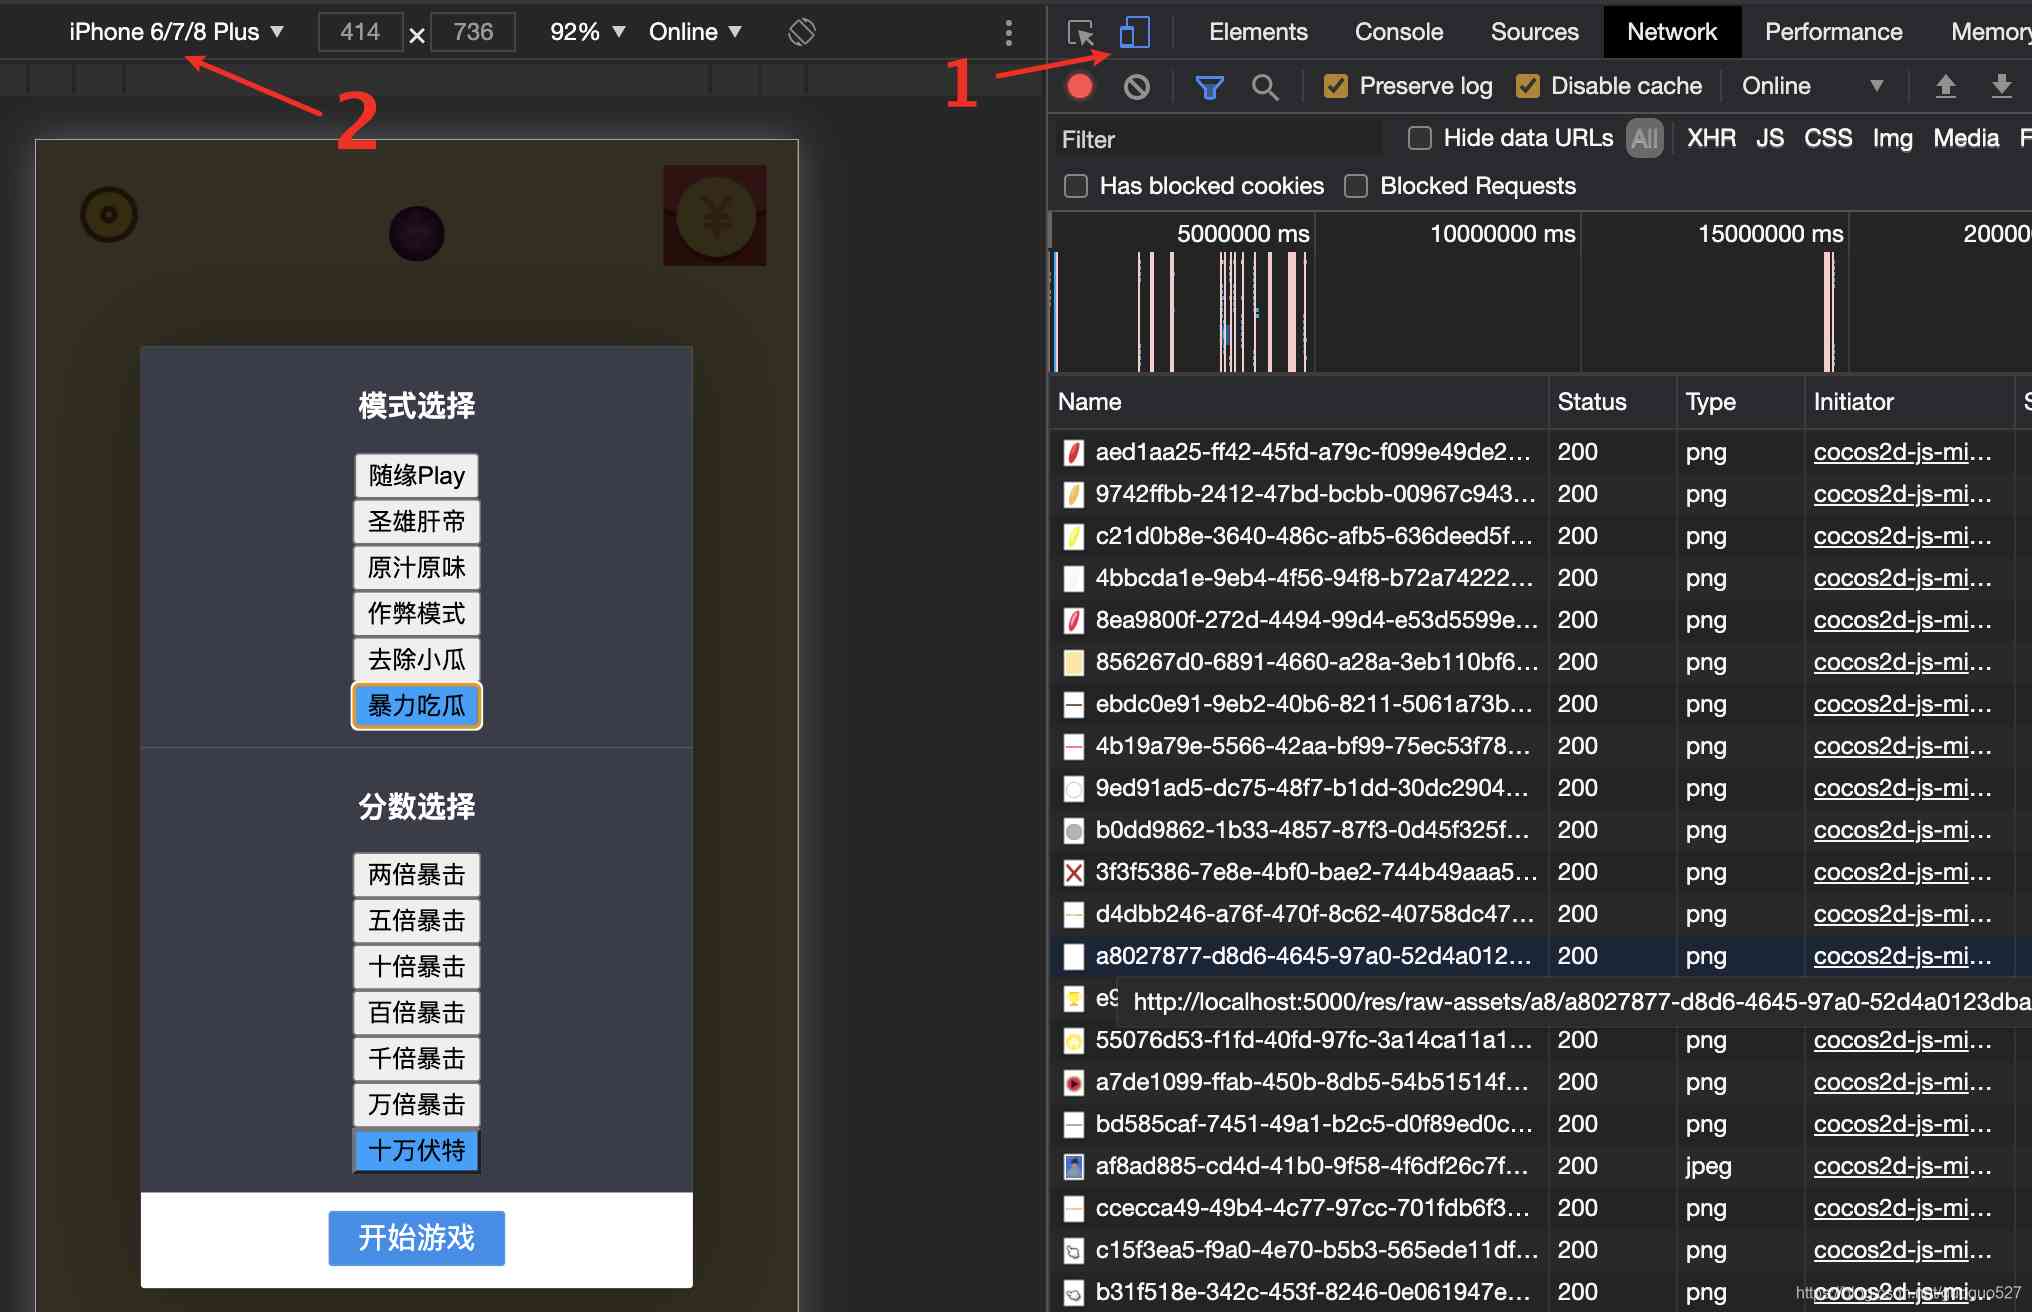 iPhone 6/7/8 Plus ▼ 414 × 736 92% ▼ Online ▼
Elements Console Sources Network Performance Memory
1
2
Preserve log Disable cache Online ▼
Filter Hide data URLs All XHR JS CSS Img Media F
Has blocked cookies Blocked Requests
5000000 ms 10000000 ms 15000000 ms 20000
¥
模式选择
随缘Play
圣雄肝帝
原汁原味
作弊模式
去除小瓜
暴力吃瓜
分数选择
两倍暴击
五倍暴击
十倍暴击
百倍暴击
千倍暴击
万倍暴击
十万伏特
开始游戏
Name Status Type Initiator S
aed1aa25-ff42-45fd-a79c-f099e49de2… 200 png cocos2d-js-mi…
9742ffbb-2412-47bd-bcbb-00967c943… 200 png cocos2d-js-mi…
c21d0b8e-3640-486c-afb5-636deed5f… 200 png cocos2d-js-mi…
4bbcda1e-9eb4-4f56-94f8-b72a74222… 200 png cocos2d-js-mi…
8ea9800f-272d-4494-99d4-e53d5599e… 200 png cocos2d-js-mi…
856267d0-6891-4660-a28a-3eb110bf6… 200 png cocos2d-js-mi…
ebdc0e91-9eb2-40b6-8211-5061a73b… 200 png cocos2d-js-mi…
4b19a79e-5566-42aa-bf99-75ec53f78… 200 png cocos2d-js-mi…
9ed91ad5-dc75-48f7-b1dd-30dc2904… 200 png cocos2d-js-mi…
b0dd9862-1b33-4857-87f3-0d45f325f… 200 png cocos2d-js-mi…
3f3f5386-7e8e-4bf0-bae2-744b49aaa5… 200 png cocos2d-js-mi…
d4dbb246-a76f-470f-8c62-40758dc47… 200 png cocos2d-js-mi…
a8027877-d8d6-4645-97a0-52d4a012… 200 png cocos2d-js-mi…
e9
http://localhost:5000/res/raw-assets/a8/a8027877-d8d6-4645-97a0-52d4a0123dba
55076d53-f1fd-40fd-97fc-3a14ca11a1… 200 png cocos2d-js-mi…
a7de1099-ffab-450b-8db5-54b51514f… 200 png cocos2d-js-mi…
bd585caf-7451-49a1-b2c5-d0f89ed0c… 200 png cocos2d-js-mi…
af8ad885-cd4d-41b0-9f58-4f6df26c7f… 200 jpeg cocos2d-js-mi…
ccecca49-49b4-4c77-97cc-701fdb6f3… 200 png cocos2d-js-mi…
c15f3ea5-f9a0-4e70-b5b3-565ede11df… 200 png cocos2d-js-mi…
b31f518e-342c-453f-8246-0e061947e… 200 png cocos2d-js-mi…